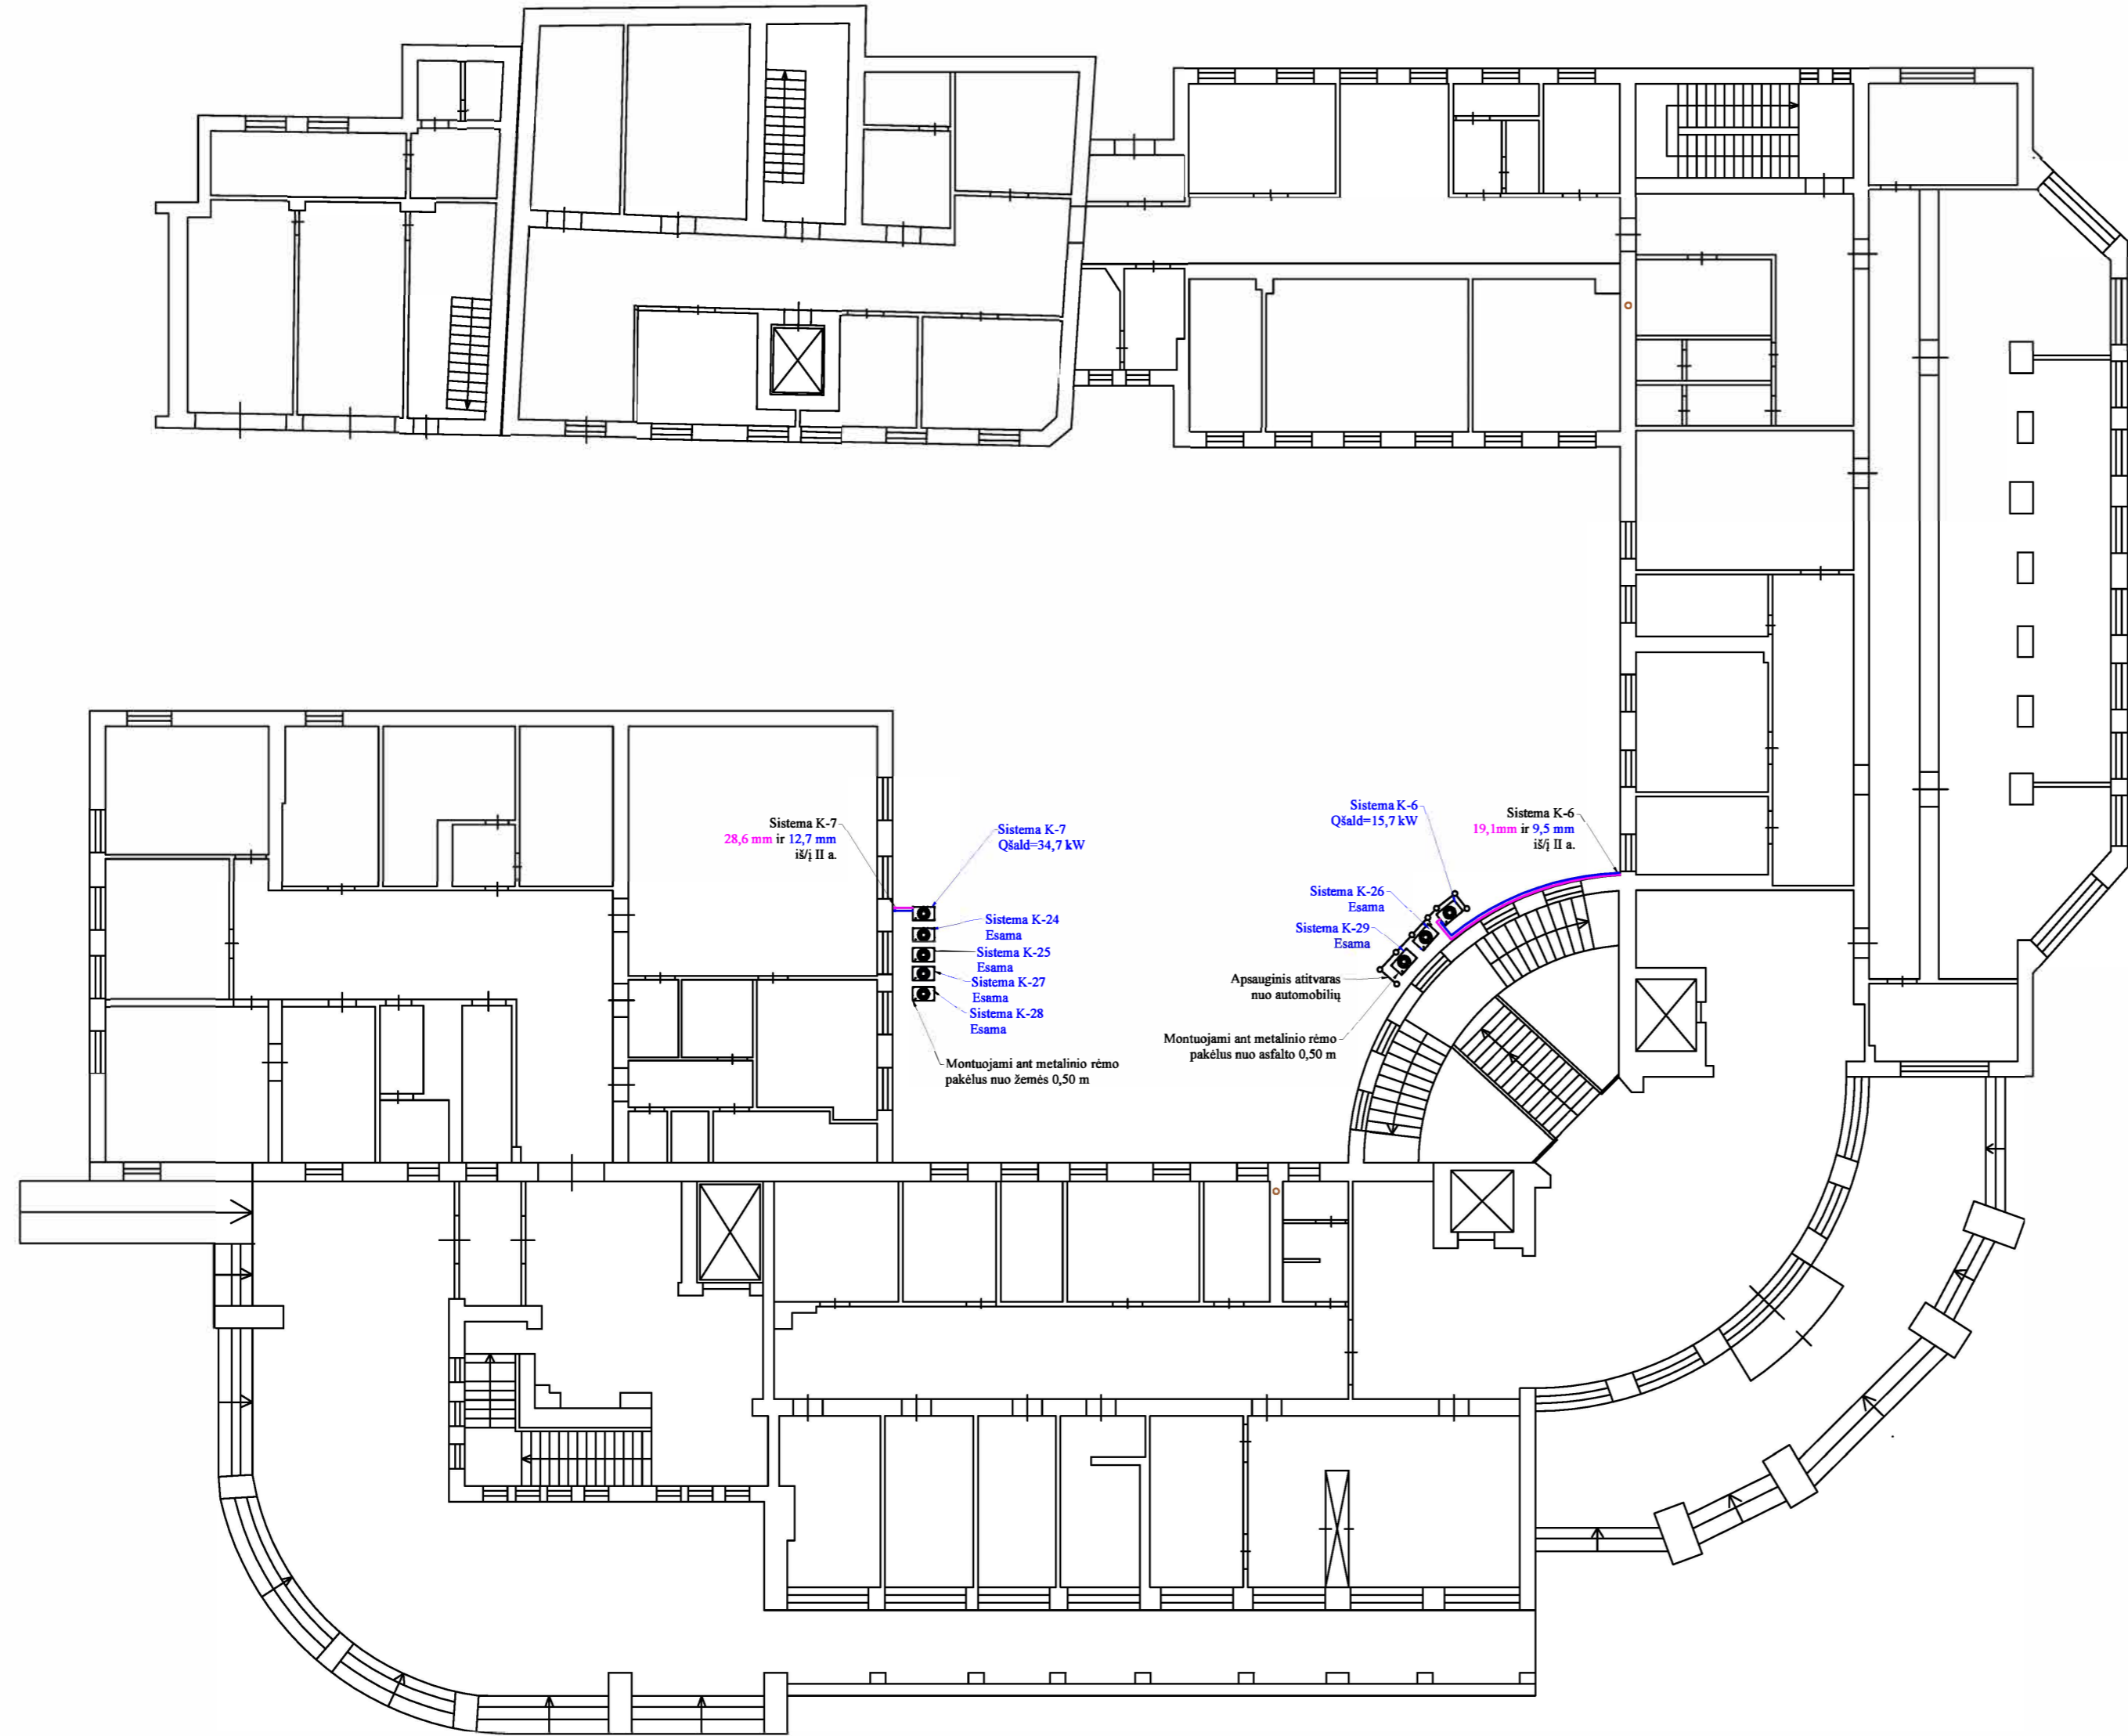 Sistema K-7
28,6 mm ir 12,7 mm
iš/į II a.
Sistema K-7
Qšald=34,7 kW
Sistema K-24
Esama
Sistema K-25
Esama
Sistema K-27
Esama
Sistema K-28
Esama
Montuojami ant metalinio rėmo
pakėlus nuo žemės 0,50 m
Sistema K-6
Qšald=15,7 kW
Sistema K-6
19,1mm ir 9,5 mm
iš/į II a.
Sistema K-26
Esama
Sistema K-29
Esama
Apsauginis atitvaras
nuo automobilių
Montuojami ant metalinio rėmo
pakėlus nuo asfalto 0,50 m